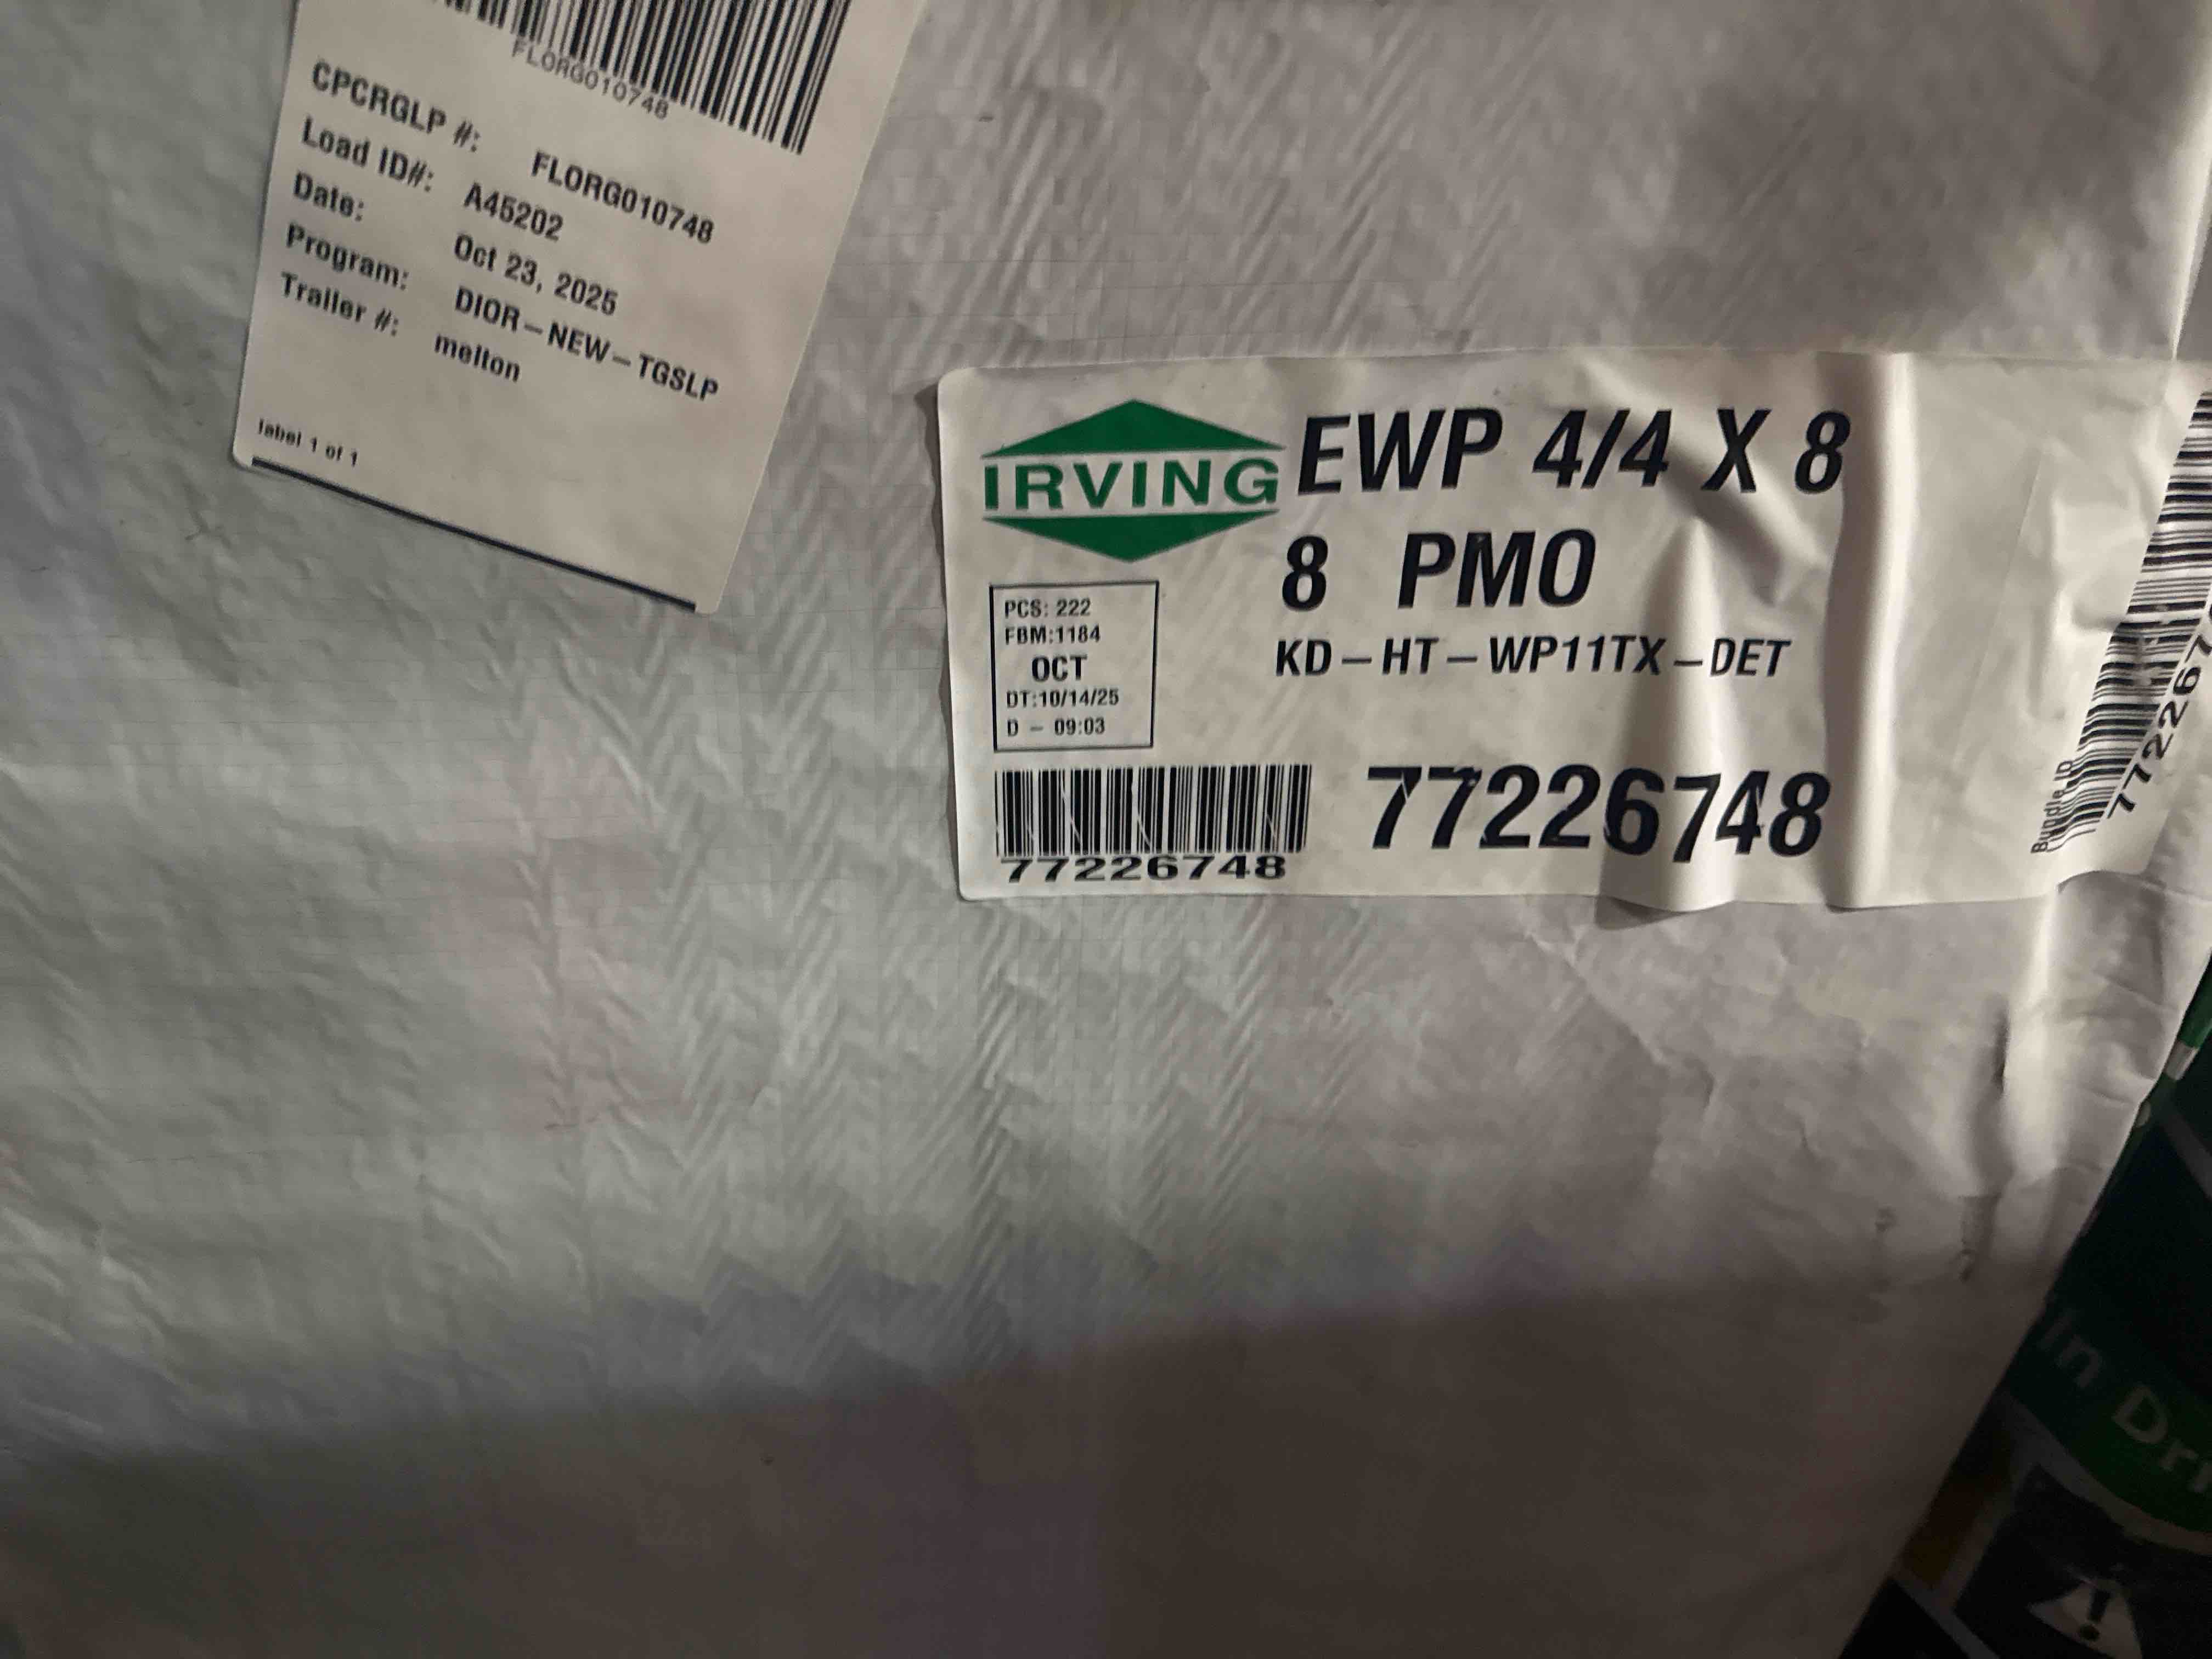 FLORG010748
CPCRGLP #: FLORG010748
Load ID#: A45202
Date: Oct 23, 2025
Program: DIOR-NEW-TGSLP
Trailer #: melton
label 1 of 1
IRVING
EWP 4/4 X 8
8 PMO
KD-HT-WP11TX-DET
PCS: 222
FBM:1184
OCT
DT:10/14/25
D - 09:03
77226748
77226748
Bundle ID
In